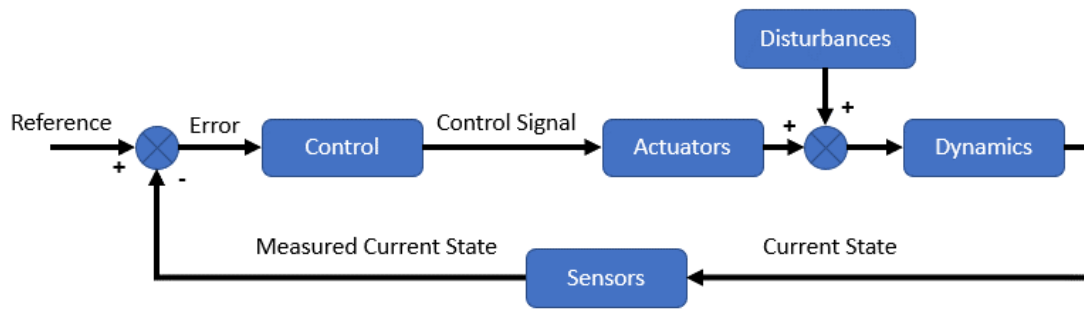 Disturbances
+
Reference
Error
Control Signal
+
+
-
Control
Actuators
+
Dynamics
Measured Current State
Current State
Sensors